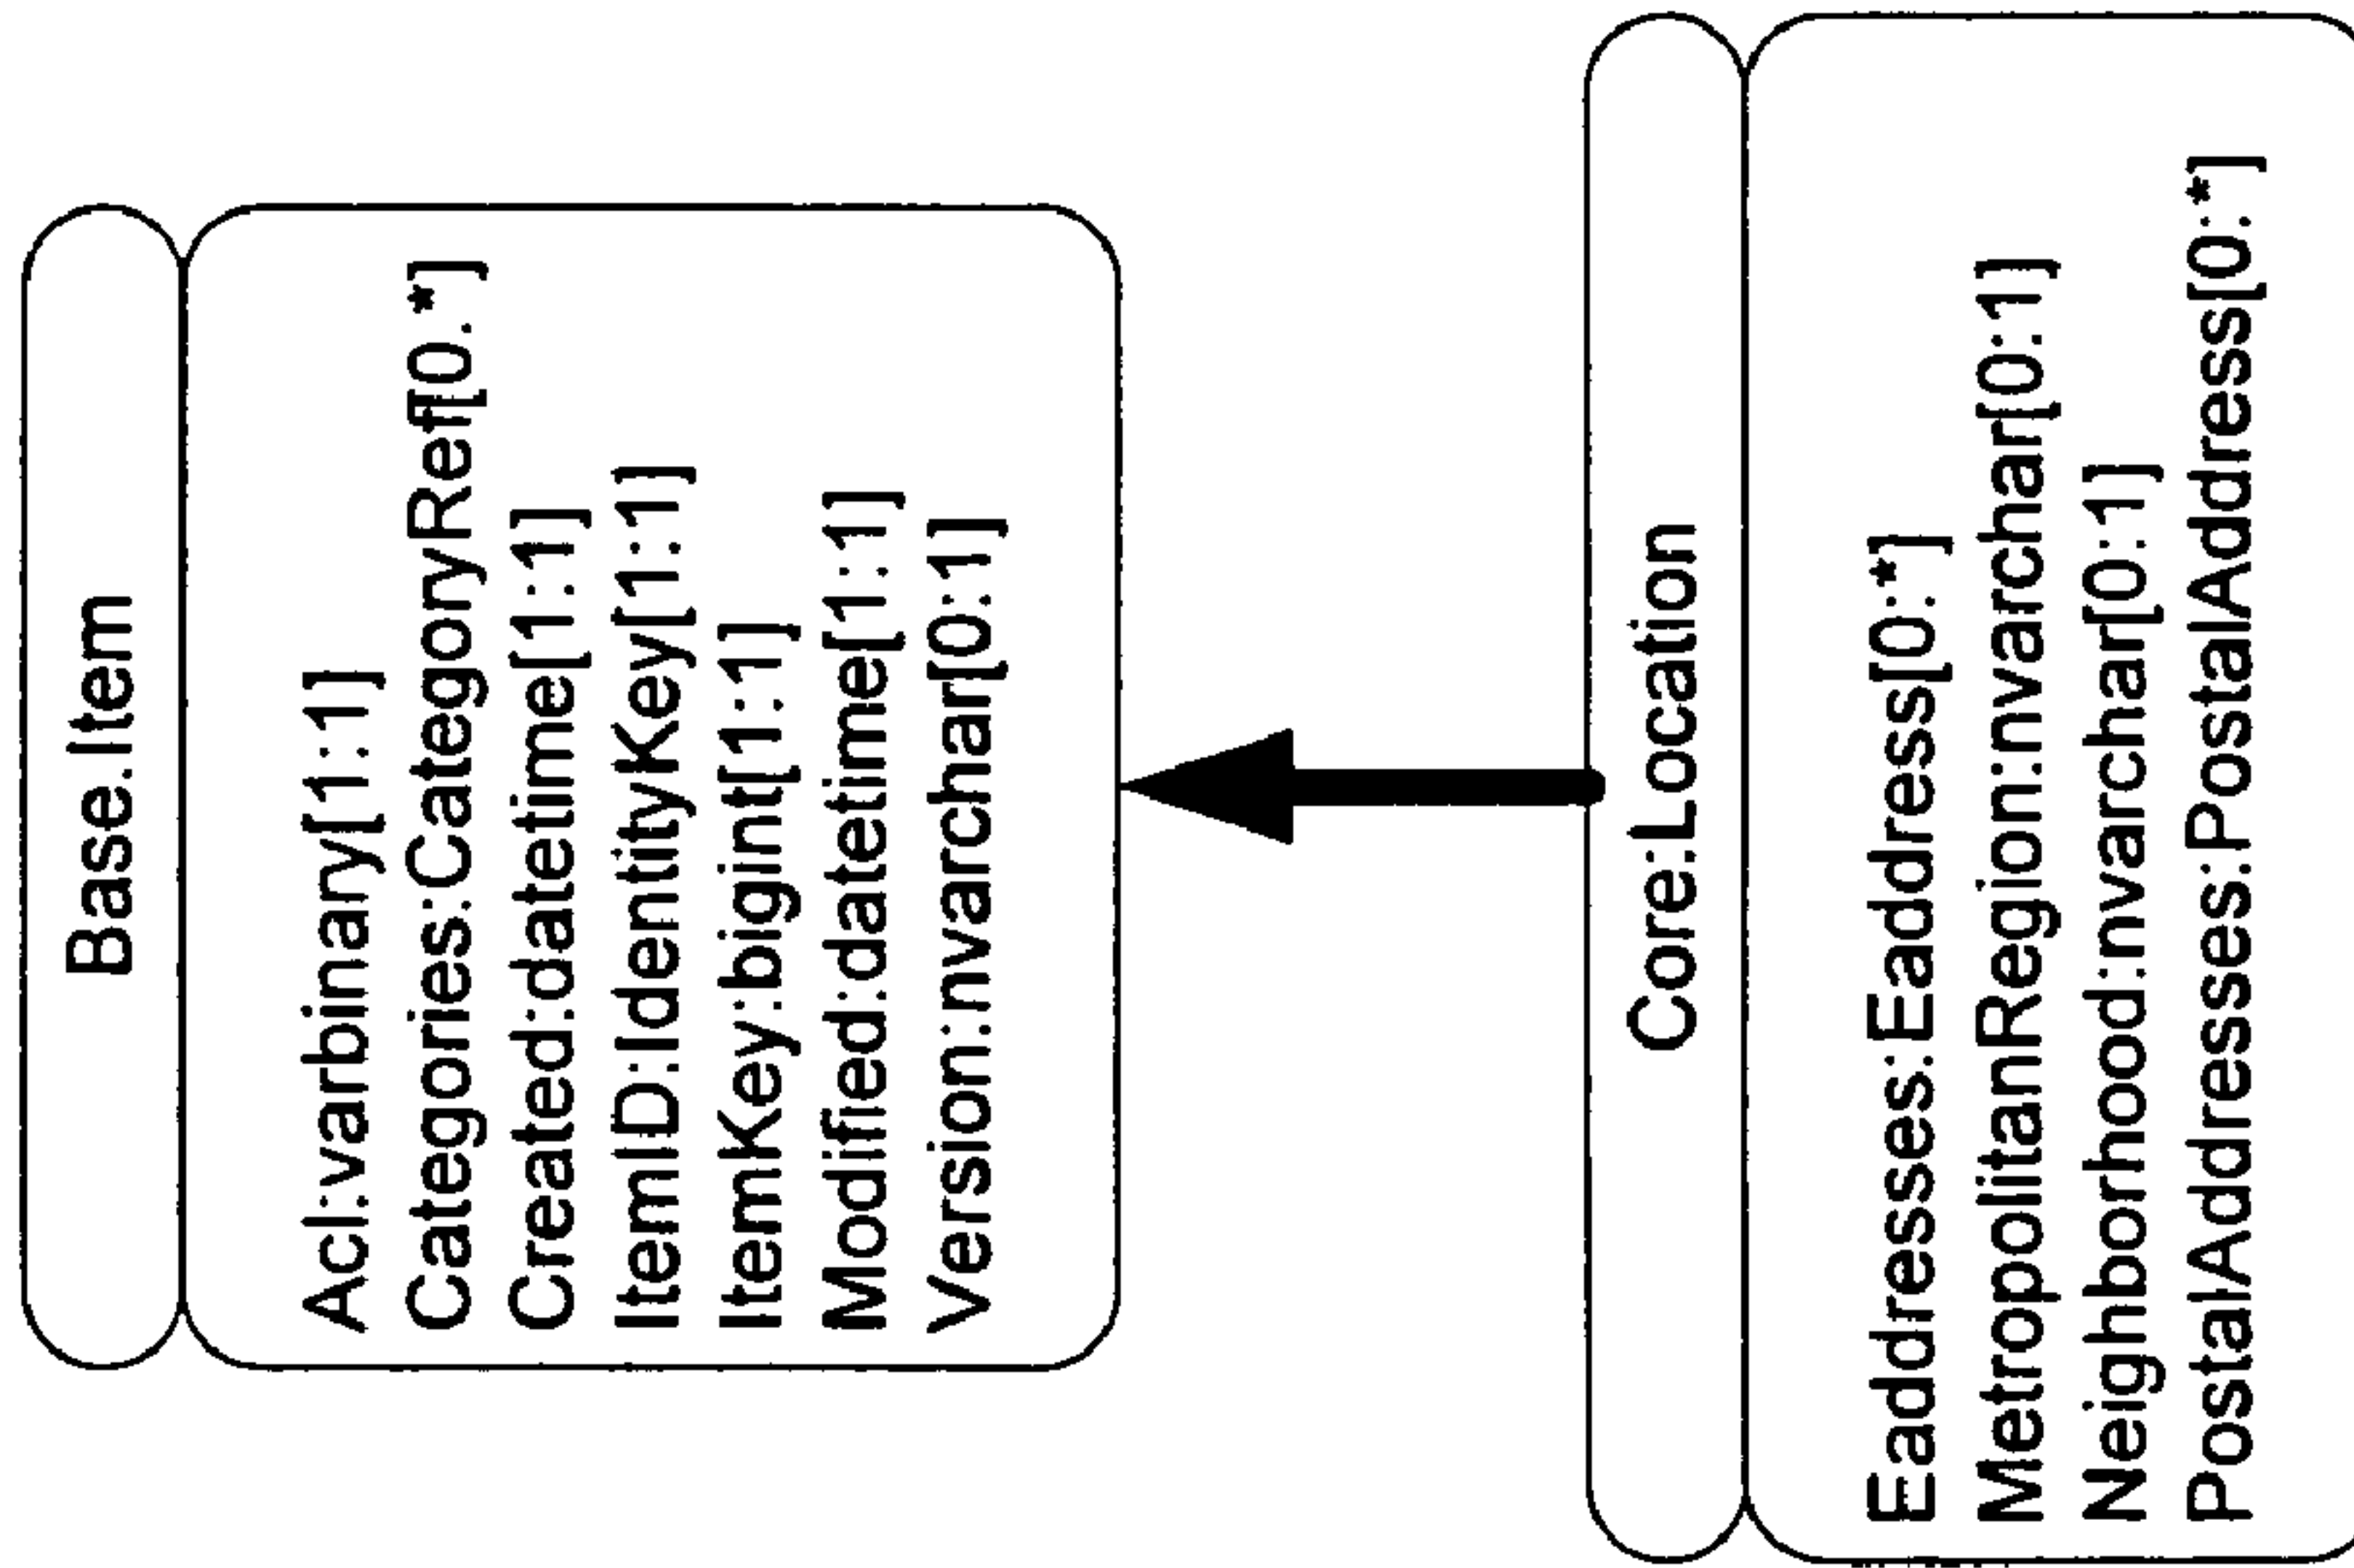 Base.Item
Acl:varbinary[1:1]
Categories:CategoryRef[0.*]
Created:datetime[1:1]
ItemID:IdentityKey[1:1]
ItemKey:bigint[1:1]
Modified:datetime[1:1]
Version:nvarchar[0:1]
Core:Location
Eaddresses:Eaddress[0:*]
MetropolitanRegion:nvarchar[0:1]
Neighborhood:nvarchar[0:1]
PostalAddresses:PostalAddress[0:*]